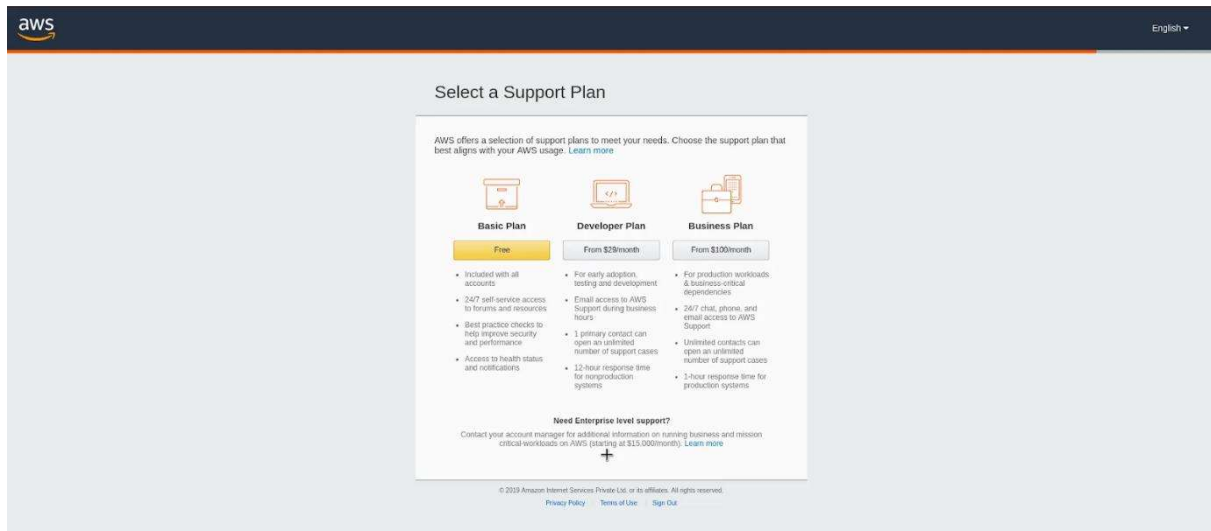 aws
English
Select a Support Plan
AWS offers a selection of support plans to meet your needs. Choose the support plan that
best aligns with your AWS usage. Learn more
</>
Basic Plan
Free
• Included with all
accounts
• 24/7 self-service access
to forums and resources
• Best practice checks to
help improve security
and performance
• Access to health status
and notifications
Developer Plan
From $29/month
• For early adoption,
testing and development
• Email access to AWS
Support during business
hours
• 1 primary contact can
open an unlimited
number of support cases
• 12-hour response time
for nonproduction
systems
Business Plan
From $100/month
• For production workloads
& business-critical
dependencies
• 24/7 chat, phone, and
email access to AWS
Support
• Unlimited contacts can
open an unlimited
number of support cases
• 1-hour response time for
production systems
Need Enterprise level support?
Contact your account manager for additional information on running business and mission
critical-workloads on AWS (starting at $15,000/month). Learn more
© 2019 Amazon Internet Services Private Ltd. or its affiliates. All rights reserved.
Privacy Policy | Terms of Use | Sign Out